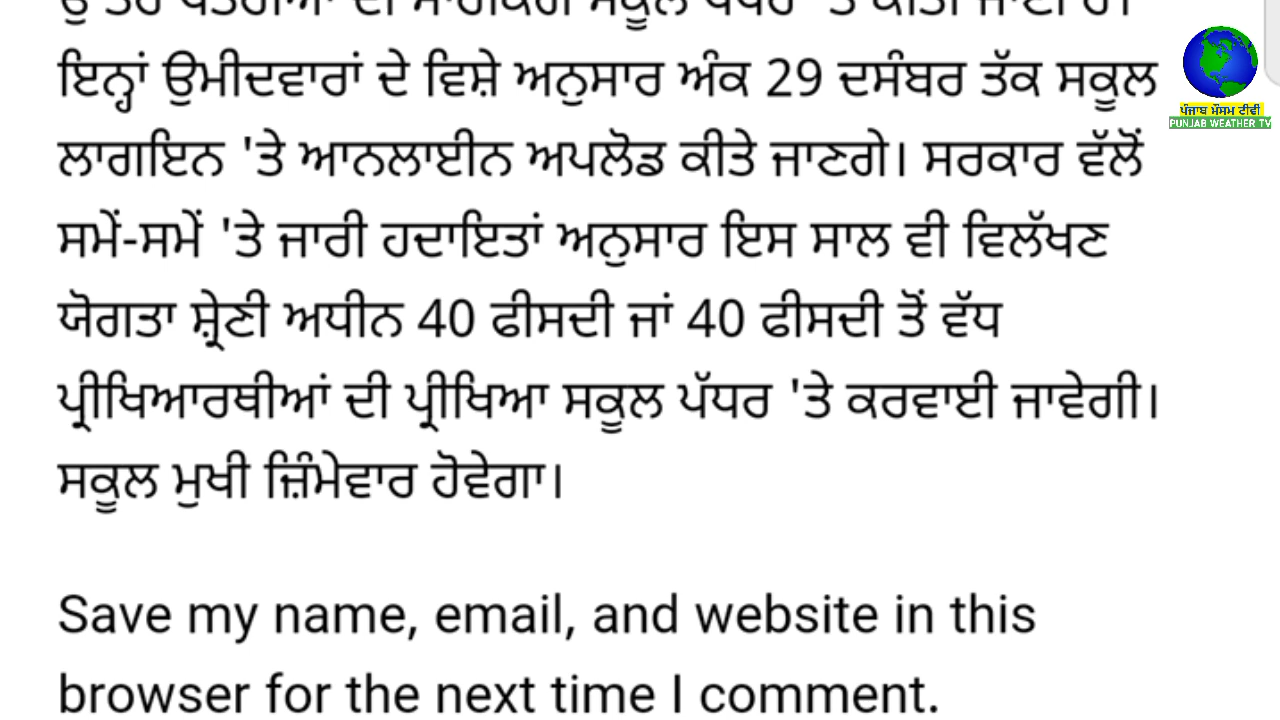 ਇਨ੍ਹਾਂ ਉਮੀਦਵਾਰਾਂ ਦੇ ਵਿਸ਼ੇ ਅਨੁਸਾਰ ਅੰਕ 29 ਦਸੰਬਰ ਤੱਕ ਸਕੂਲ
ਲਾਗਇਨ 'ਤੇ ਆਨਲਾਈਨ ਅਪਲੋਡ ਕੀਤੇ ਜਾਣਗੇ। ਸਰਕਾਰ ਵੱਲੋਂ
ਸਮੇਂ-ਸਮੇਂ 'ਤੇ ਜਾਰੀ ਹਦਾਇਤਾਂ ਅਨੁਸਾਰ ਇਸ ਸਾਲ ਵੀ ਵਿਲੱਖਣ
ਯੋਗਤਾ ਸ਼੍ਰੇਣੀ ਅਧੀਨ 40 ਫੀਸਦੀ ਜਾਂ 40 ਫੀਸਦੀ ਤੋਂ ਵੱਧ
ਪ੍ਰੀਖਿਆਰਥੀਆਂ ਦੀ ਪ੍ਰੀਖਿਆ ਸਕੂਲ ਪੱਧਰ 'ਤੇ ਕਰਵਾਈ ਜਾਵੇਗੀ।
ਸਕੂਲ ਮੁਖੀ ਜ਼ਿੰਮੇਵਾਰ ਹੋਵੇਗਾ।
Save my name, email, and website in this
browser for the next time I comment.
ਪੰਜਾਬ ਮੌਸਮ ਟੀਵੀ
PUNJAB WEATHER TV